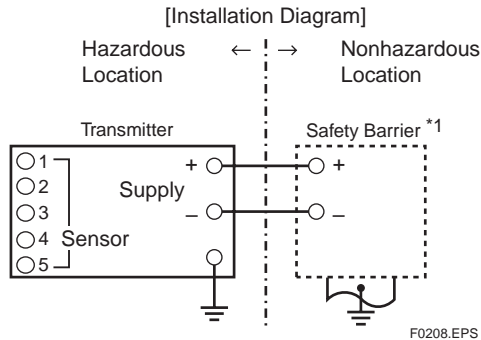 [Installation Diagram]
Hazardous Location ← → Nonhazardous Location
Transmitter
Safety Barrier *1
1
2
3
4
5
Sensor
Supply
+
–
+
–
F0208.EPS